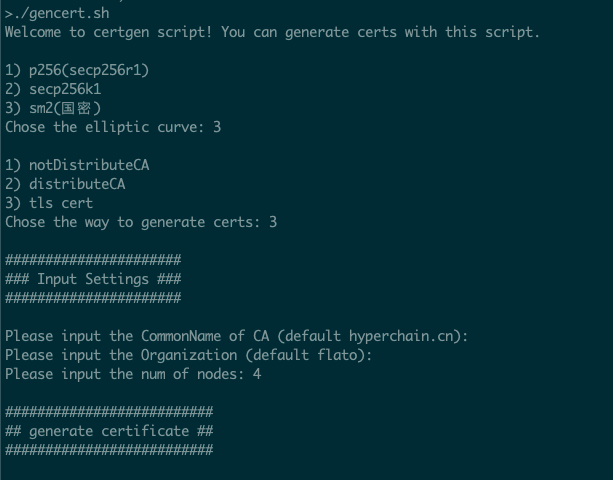 >./gencert.sh
Welcome to certgen script! You can generate certs with this script.
1) p256(secp256r1)
2) secp256k1
3) sm2(国密)
Chose the elliptic curve: 3
1) notDistributeCA
2) distributeCA
3) tls cert
Chose the way to generate certs: 3
######################
### Input Settings ###
######################
Please input the CommonName of CA (default hyperchain.cn):
Please input the Organization (default flato):
Please input the num of nodes: 4
##########################
## generate certificate ##
##########################